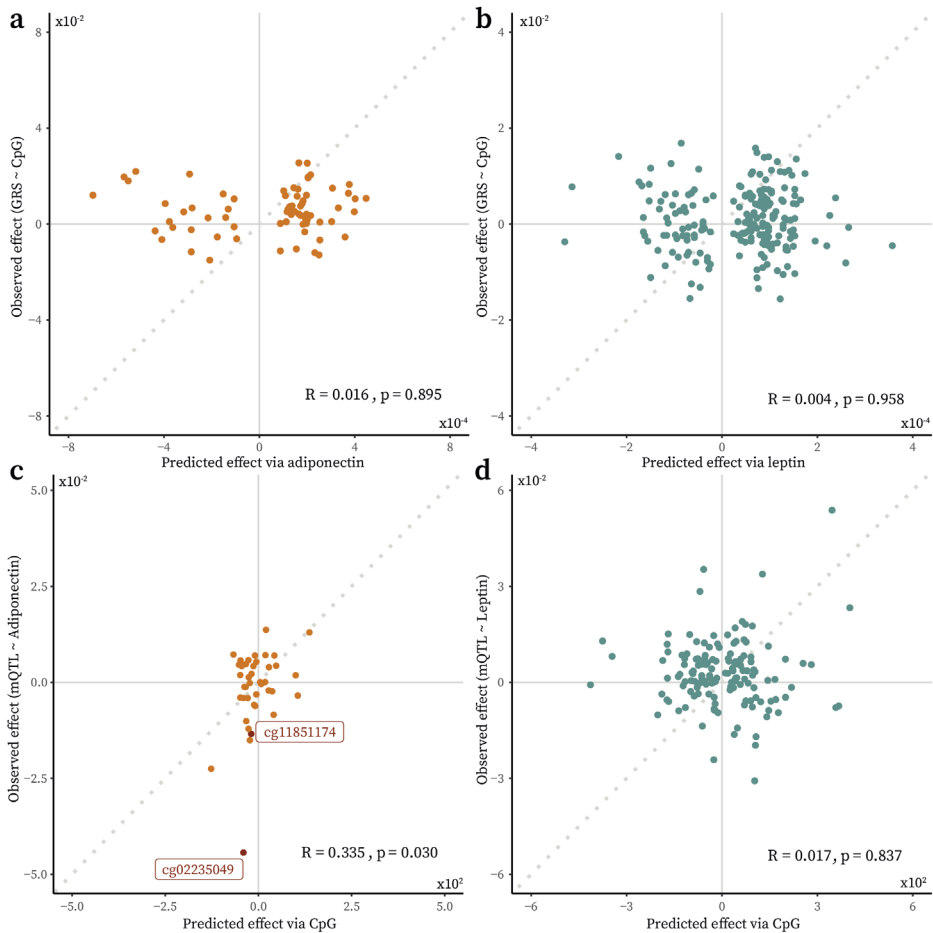 a
x10⁻²
8
4
0
−4
−8
Observed effect (GRS ~ CpG)
R = 0.016 , p = 0.895
x10⁻⁴
−8
−4
0
4
8
Predicted effect via adiponectin
b
x10⁻²
4
2
0
−2
−4
Observed effect (GRS ~ CpG)
R = 0.004 , p = 0.958
x10⁻⁴
−4
−2
0
2
4
Predicted effect via leptin
c
x10⁻²
5.0
2.5
0.0
−2.5
−5.0
Observed effect (mQTL ~ Adiponectin)
cg11851174
cg02235049
R = 0.335 , p = 0.030
x10²
−5.0
−2.5
0.0
2.5
5.0
Predicted effect via CpG
d
x10⁻²
6
3
0
−3
−6
Observed effect (mQTL ~ Leptin)
R = 0.017, p = 0.837
x10²
−6
−3
0
3
6
Predicted effect via CpG